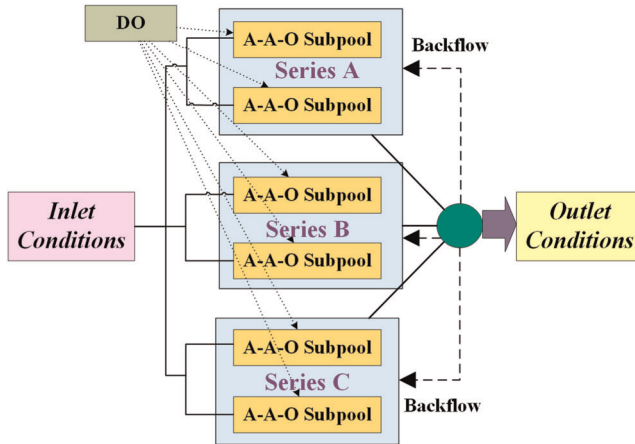 DO
A-A-O Subpool
Series A
A-A-O Subpool
Backflow
Inlet
Conditions
A-A-O Subpool
Series B
A-A-O Subpool
Outlet
Conditions
A-A-O Subpool
Series C
A-A-O Subpool
Backflow